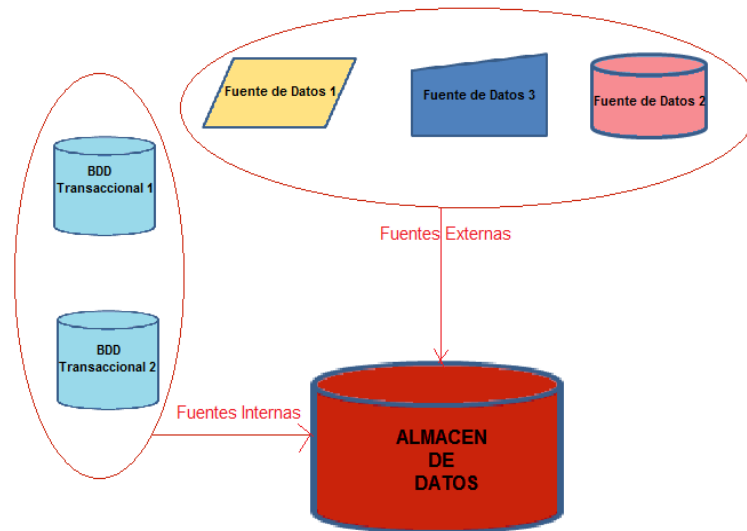 Fuente de Datos 1
Fuente de Datos 3
Fuente de Datos 2
BDD
Transaccional 1
Fuentes Externas
BDD
Transaccional 2
Fuentes Internas
ALMACEN
DE
DATOS